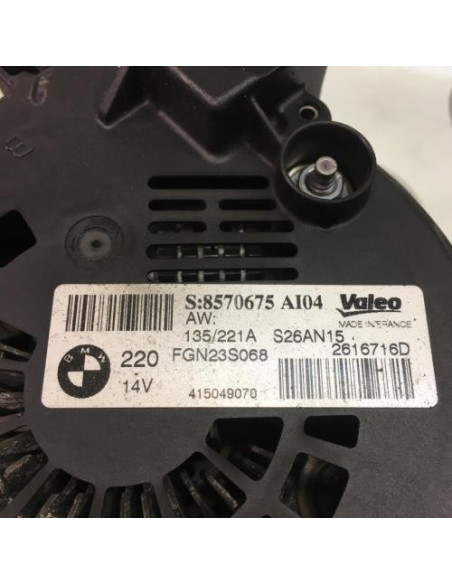 S:8570675 AI04 Valeo
AW: MADE IN FRANCE
135/221A S26AN15
BMW 220 FGN23S068 2616716D
14V 415049070